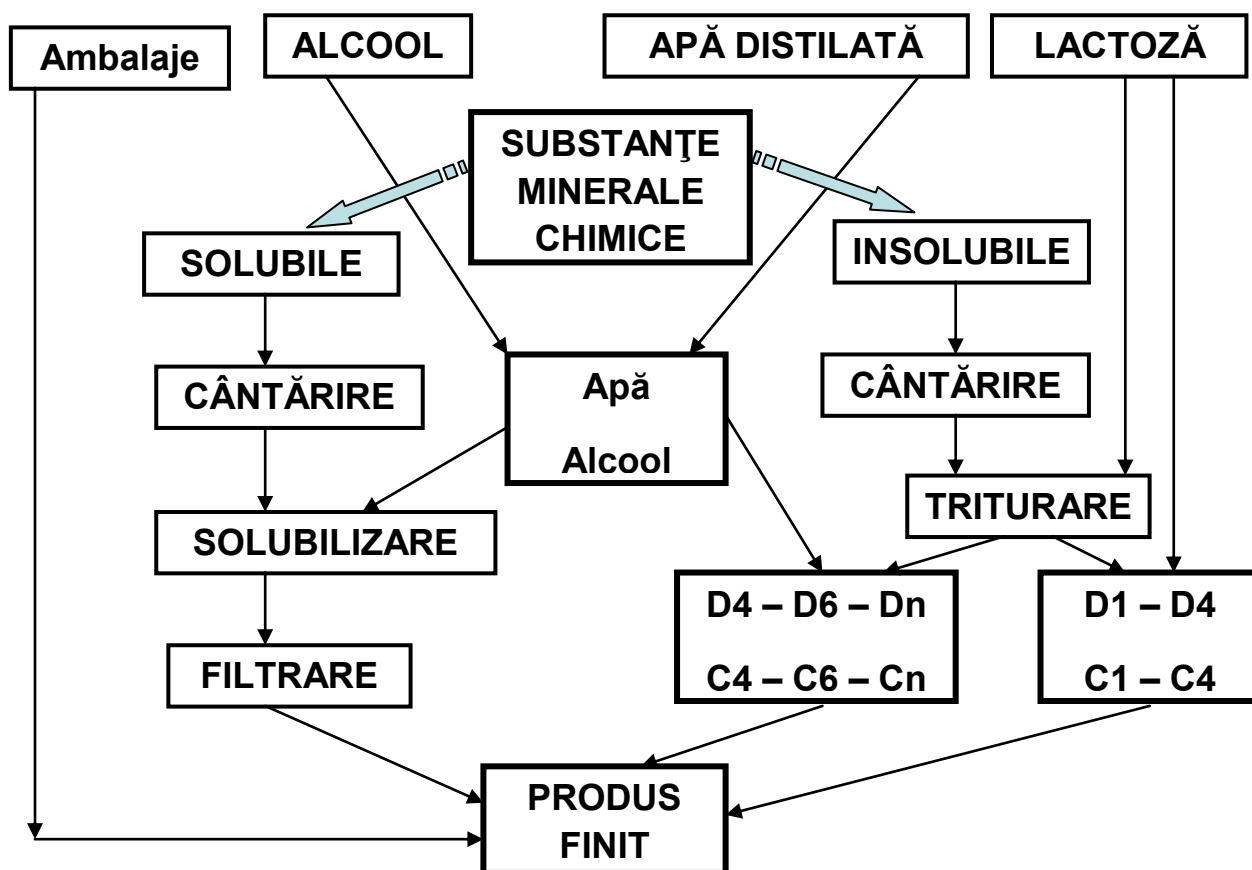 Ambalaje
ALCOOL
APĂ DISTILATĂ
LACTOZĂ
SUBSTANŢE
MINERALE
CHIMICE
SOLUBILE
INSOLUBILE
CÂNTĂRIRE
Apă
Alcool
CÂNTĂRIRE
SOLUBILIZARE
TRITURARE
FILTRARE
D4 – D6 – Dn
C4 – C6 – Cn
D1 – D4
C1 – C4
PRODUS
FINIT